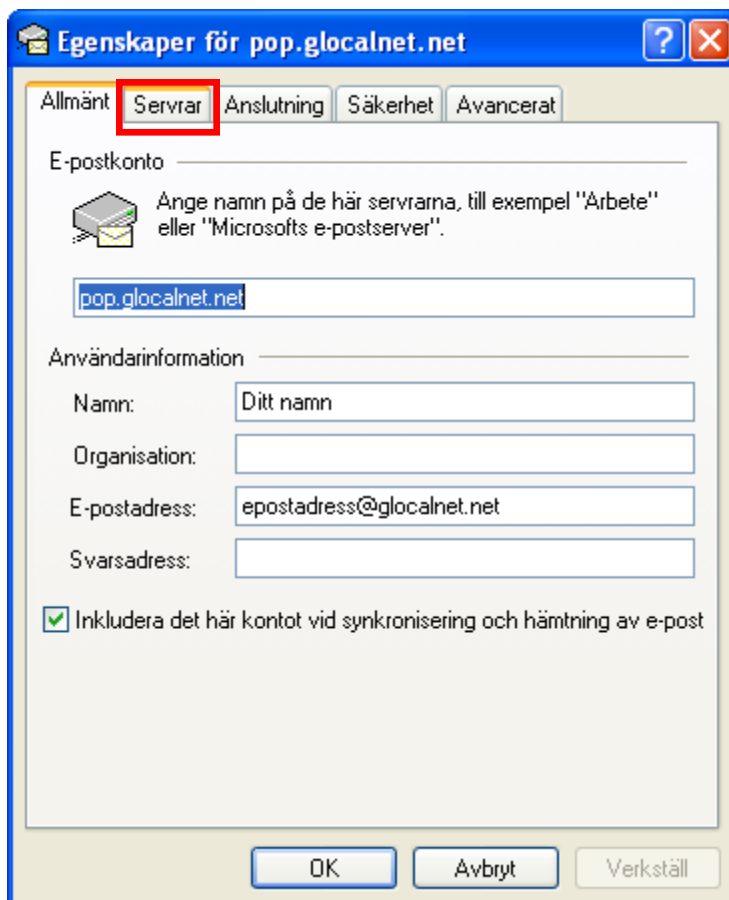 Egenskaper för pop.glocalnet.net
Allmänt Servrar Anslutning Säkerhet Avancerat
E-postkonto
Ange namn på de här servrarna, till exempel "Arbete"
eller "Microsofts e-postserver".
pop.glocalnet.net
Användarinformation
Namn: Ditt namn
Organisation:
E-postadress: epostadress@glocalnet.net
Svarsadress:
Inkludera det här kontot vid synkronisering och hämtning av e-post
OK Avbryt Verkställ